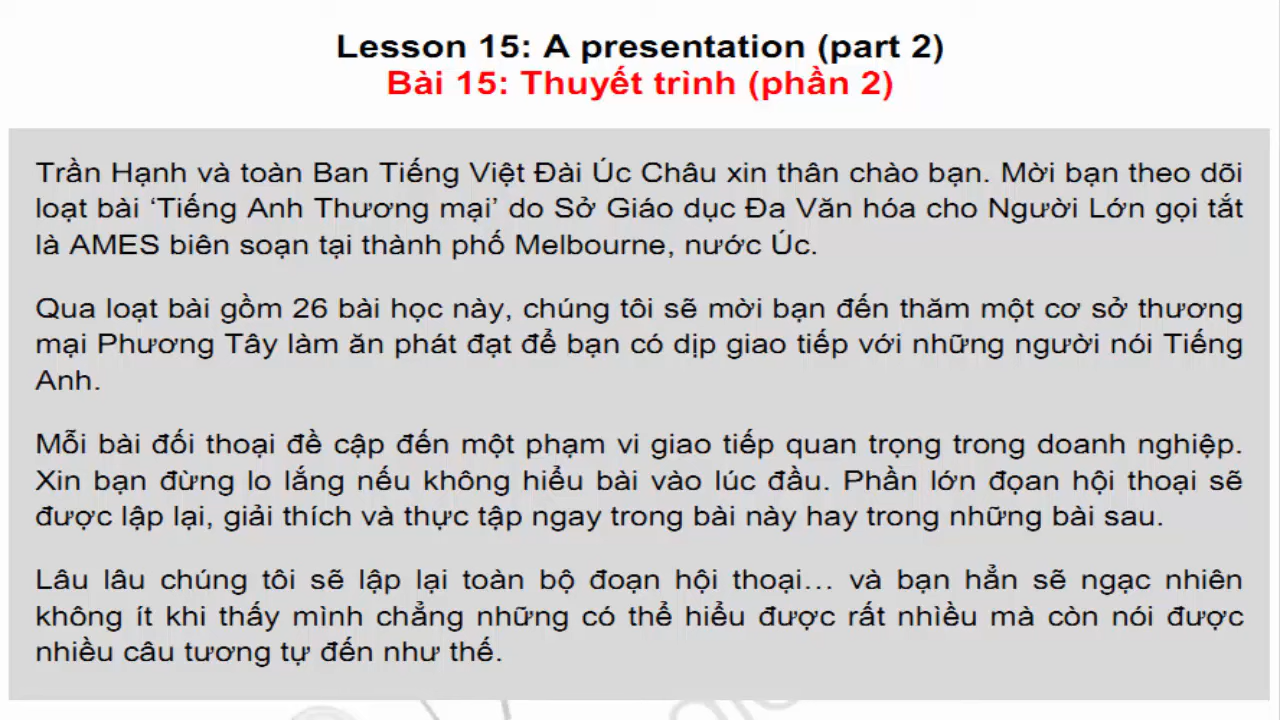 Lesson 15: A presentation (part 2)
Bài 15: Thuyết trình (phần 2)
Trần Hạnh và toàn Ban Tiếng Việt Đài Úc Châu xin thân chào bạn. Mời bạn theo dõi
loạt bài ‘Tiếng Anh Thương mại’ do Sở Giáo dục Đa Văn hóa cho Người Lớn gọi tắt
là AMES biên soạn tại thành phố Melbourne, nước Úc.
Qua loạt bài gồm 26 bài học này, chúng tôi sẽ mời bạn đến thăm một cơ sở thương
mại Phương Tây làm ăn phát đạt để bạn có dịp giao tiếp với những người nói Tiếng
Anh.
Mỗi bài đối thoại đề cập đến một phạm vi giao tiếp quan trọng trong doanh nghiệp.
Xin bạn đừng lo lắng nếu không hiểu bài vào lúc đầu. Phần lớn đọan hội thoại sẽ
được lập lại, giải thích và thực tập ngay trong bài này hay trong những bài sau.
Lâu lâu chúng tôi sẽ lập lại toàn bộ đoạn hội thoại… và bạn hẳn sẽ ngạc nhiên
không ít khi thấy mình chẳng những có thể hiểu được rất nhìều mà còn nói được
nhiều câu tương tự đến như thế.